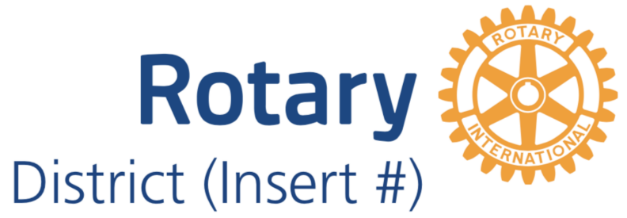 Rotary
District (Insert #)
ROTARY
INTERNATIONAL